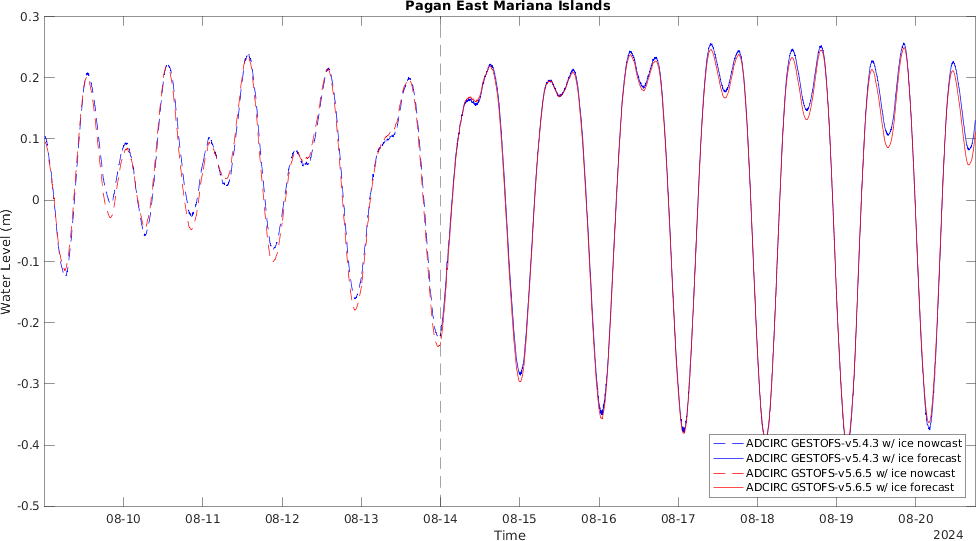 Pagan East Mariana Islands
0.3
0.2
0.1
0
-0.1
-0.2
-0.3
-0.4
-0.5
Water Level (m)
ADCIRC GESTOFS-v5.4.3 w/ ice nowcast
ADCIRC GESTOFS-v5.4.3 w/ ice forecast
ADCIRC GSTOFS-v5.6.5 w/ ice nowcast
ADCIRC GSTOFS-v5.6.5 w/ ice forecast
08-10 08-11 08-12 08-13 08-14 08-15 08-16 08-17 08-18 08-19 08-20
Time
2024